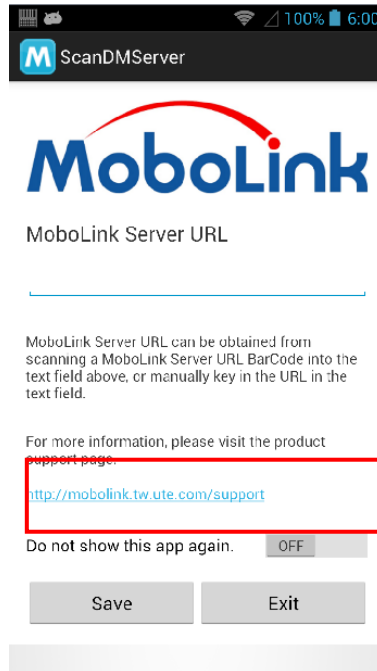 100% 6:00
M ScanDMServer
MoboLink
MoboLink Server URL
MoboLink Server URL can be obtained from
scanning a MoboLink Server URL BarCode into the
text field above, or manually key in the URL in the
text field.
For more information, please visit the product
support page.
http://mobolink.tw.ute.com/support
Do not show this app again. OFF
Save Exit